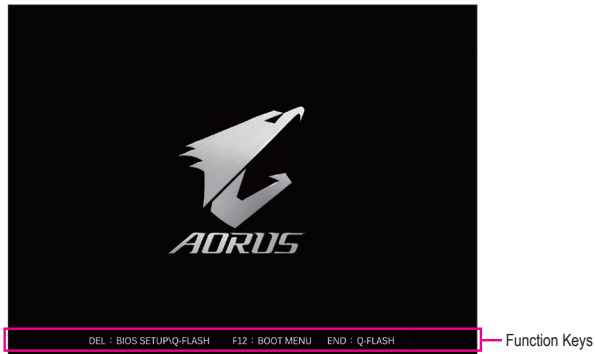 AORUS
DEL : BIOS SETUP\Q-FLASH F12 : BOOT MENU END : Q-FLASH
Function Keys